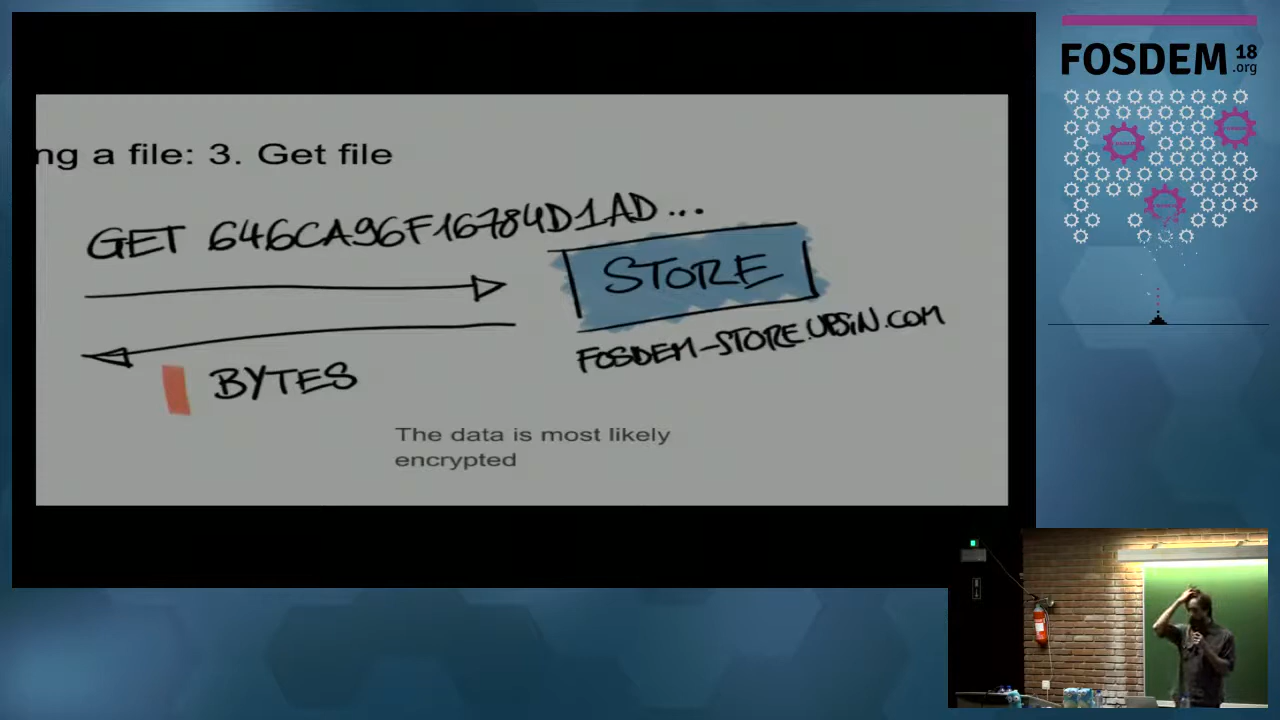 ng a file: 3. Get file
GET 646CA96F16784D1AD...
STORE
FOSDEM-STORE.UPSIN.COM
BYTES
The data is most likely
encrypted
FOSDEM 18
.org